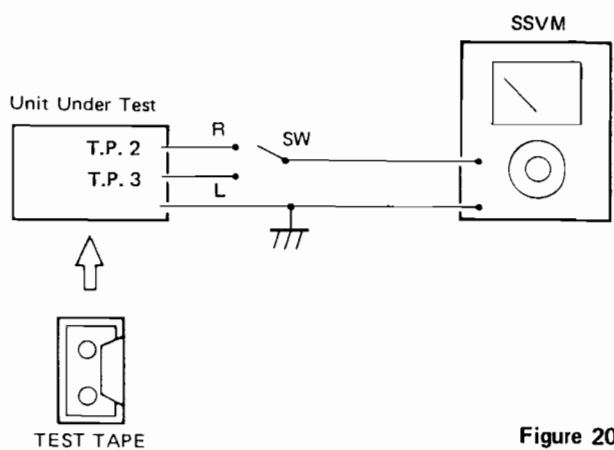 SSVM
Unit Under Test
T.P. 2
R
SW
T.P. 3
L
TEST TAPE
Figure 20